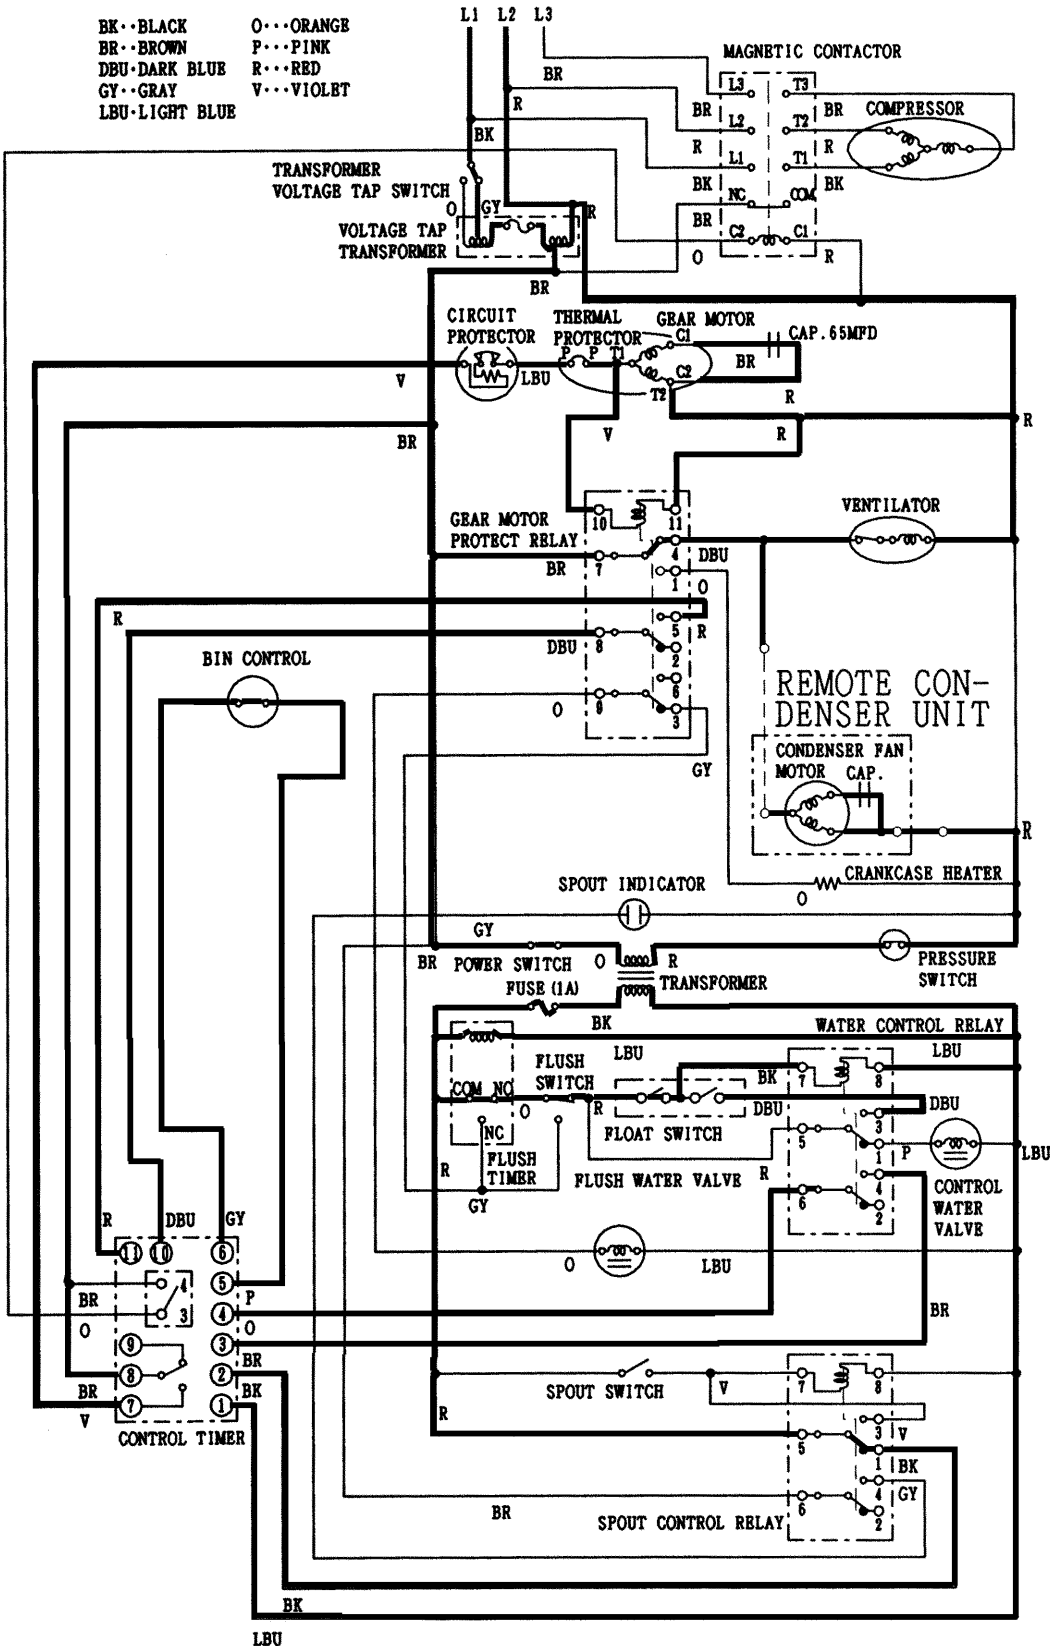 BK··BLACK
BR··BROWN
DBU·DARK BLUE
GY··GRAY
LBU·LIGHT BLUE
O···ORANGE
P···PINK
R···RED
V···VIOLET
L1 L2 L3
BR
R
BK
MAGNETIC CONTACTOR
L3 T3
BR BR
L2 T2
R R
L1 T1
BK BK
NC COM
BR
C2 C1
O R
COMPRESSOR
TRANSFORMER
VOLTAGE TAP SWITCH
O GY R
VOLTAGE TAP
TRANSFORMER
BR
CIRCUIT
PROTECTOR
THERMAL
PROTECTOR
GEAR MOTOR
CAP.65MFD
P P T1 C1
C2
T2
BR
V LBU
R
BR V R R
GEAR MOTOR
PROTECT RELAY
10 11
4
7
1
5
8
2
6
9
3
BR
DBU
O
R
DBU
O
GY
VENTILATOR
R
BIN CONTROL
REMOTE CON-
DENSER UNIT
CONDENSER FAN
MOTOR CAP.
R
CRANKCASE HEATER
O
SPOUT INDICATOR
GY
BR POWER SWITCH O R
TRANSFORMER
PRESSURE
SWITCH
FUSE (1A)
BK
WATER CONTROL RELAY
LBU LBU
FLUSH
SWITCH
COM NO
NC
O R
BK
DBU
FLOAT SWITCH
FLUSH
TIMER
R
GY
FLUSH WATER VALVE
R
7 8
3
5
1
4
6
2
DBU
P
LBU
CONTROL
WATER
VALVE
O LBU
BR
R DBU GY
11 10 6
4 5
3 4
9 3
8 2
7 1
BR
O
BR
V
P
O
BR
BK
CONTROL TIMER
SPOUT SWITCH
V
R
7 8
3
5
1
4
6
2
V
BK
GY
BR
SPOUT CONTROL RELAY
BK
LBU